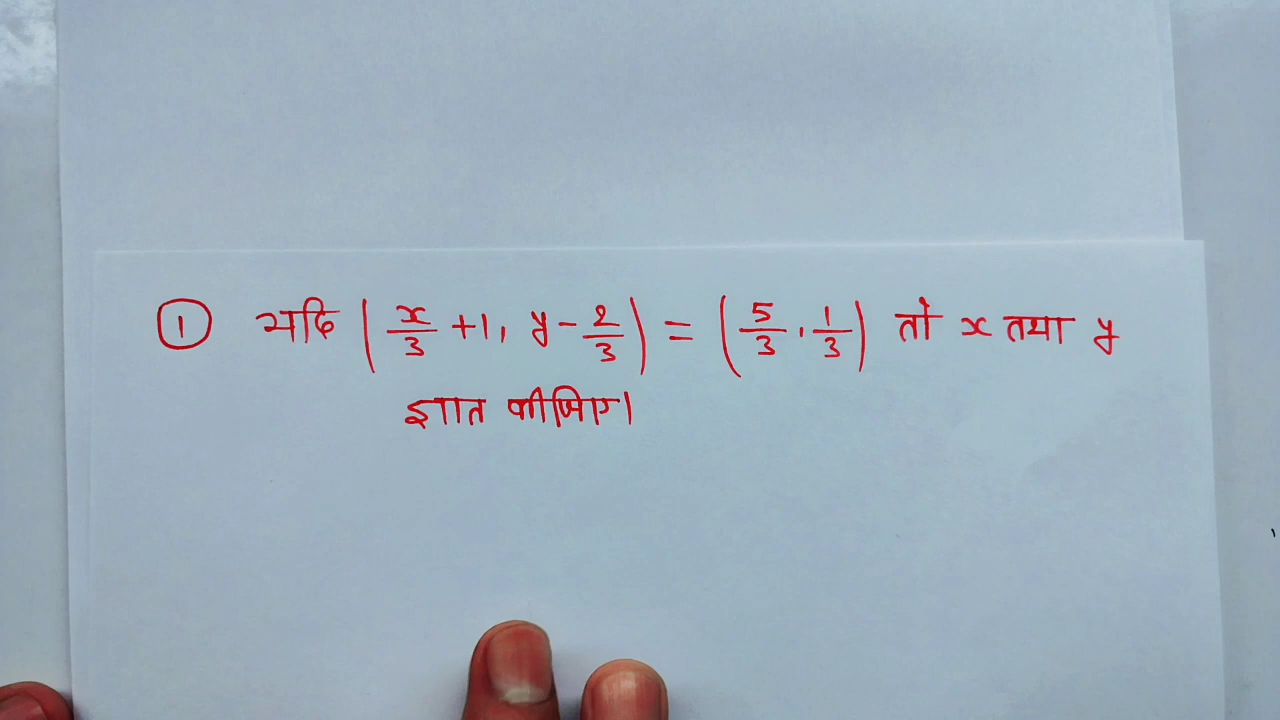 ① यदि (x/3 + 1, y - 2/3) = (5/3, 1/3) तो x तथा y
ज्ञात कीजिए।